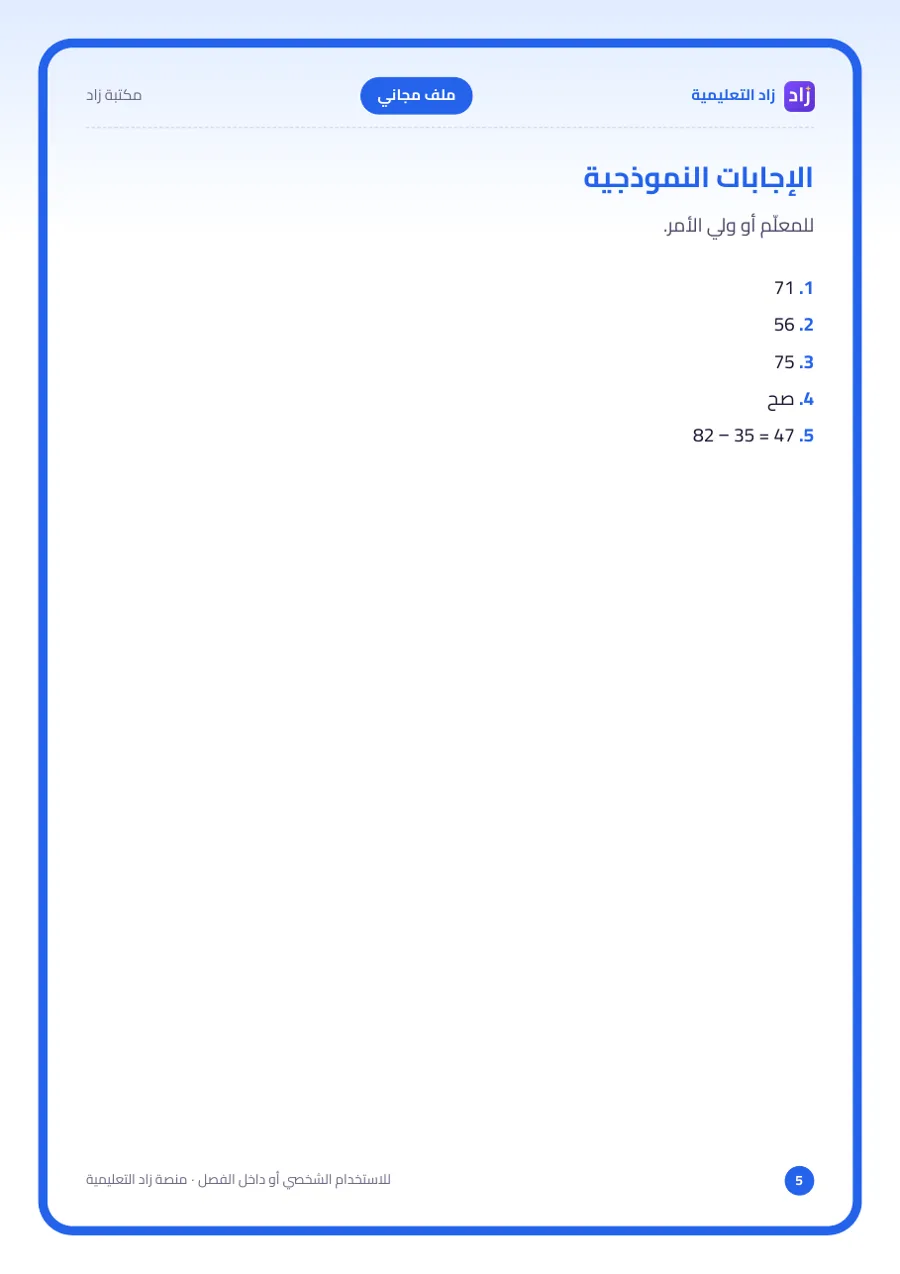 زاد زاد التعليمية
ملف مجاني
مكتبة زاد
الإجابات النموذجية
للمعلّم أو ولي الأمر.
1. 71
2. 56
3. 75
4. صح
5. 82 − 35 = 47
5
للاستخدام الشخصي أو داخل الفصل · منصة زاد التعليمية